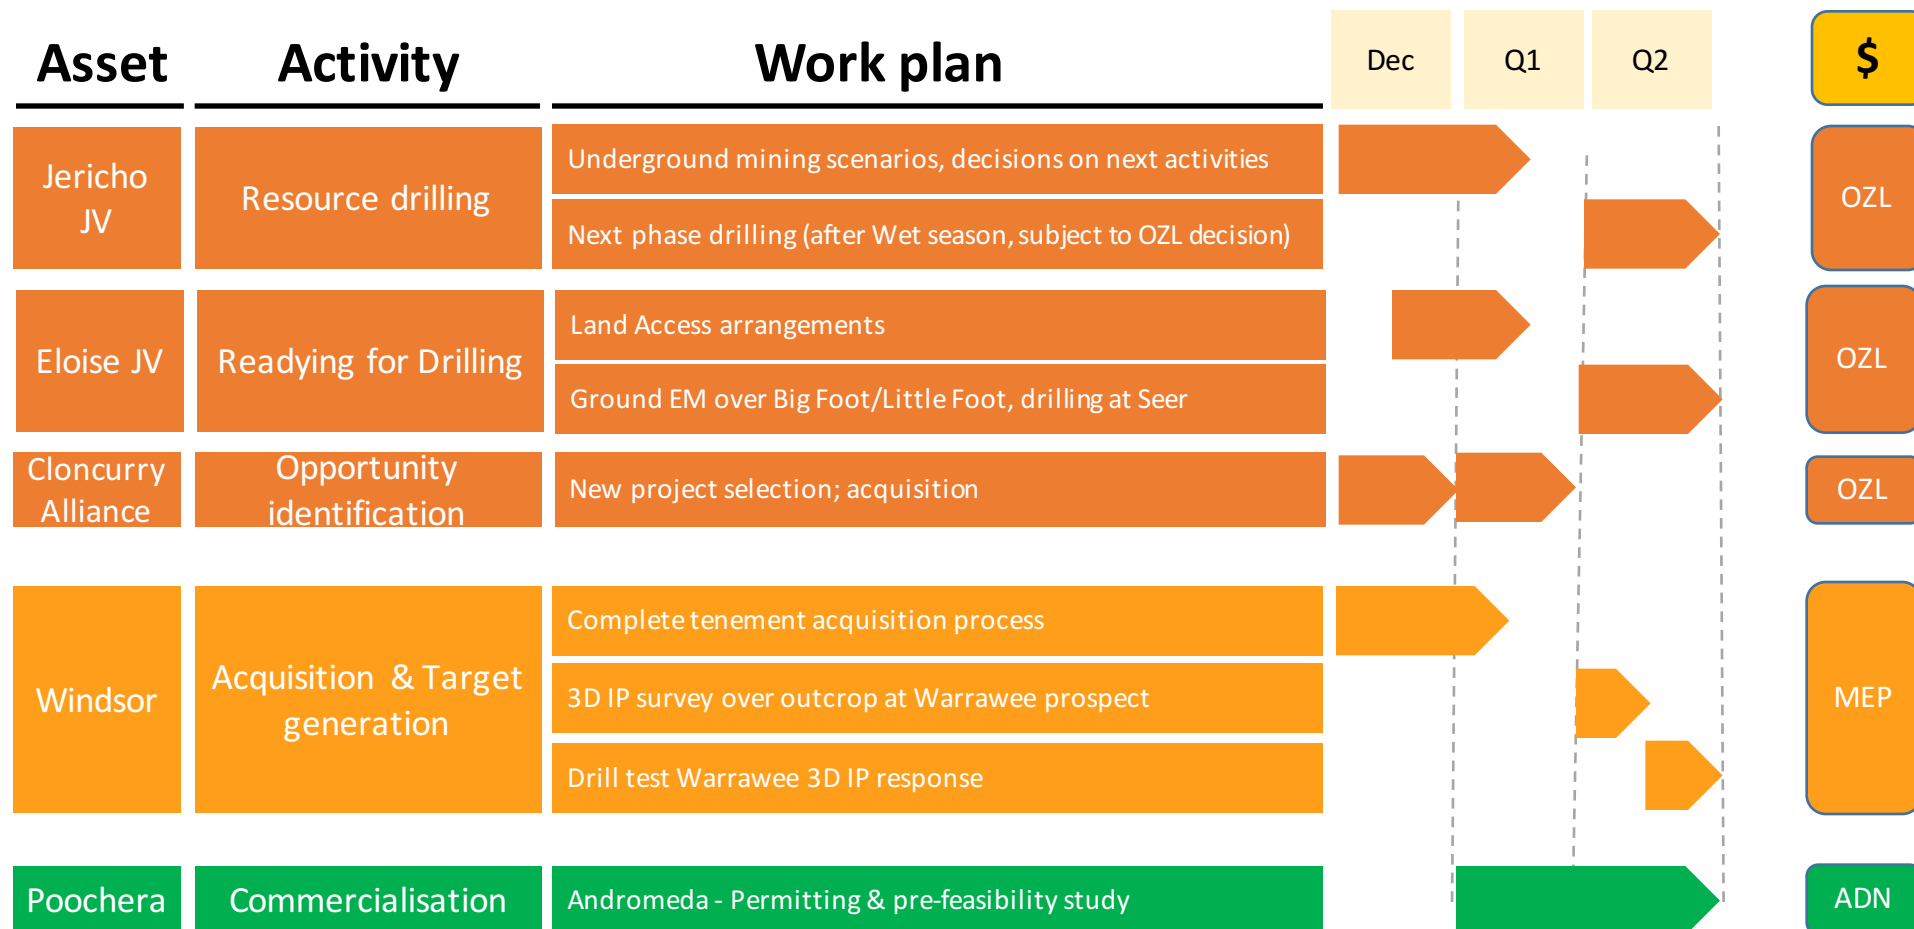 Asset Activity Work plan Dec Q1 Q2 $
Jericho
JV
Resource drilling
Underground mining scenarios, decisions on next activities
Next phase drilling (after Wet season, subject to OZL decision)
OZL
Eloise JV
Readying for Drilling
Land Access arrangements
Ground EM over Big Foot/Little Foot, drilling at Seer
OZL
Cloncurry
Alliance
Opportunity
identification
New project selection; acquisition
OZL
Windsor
Acquisition & Target
generation
Complete tenement acquisition process
3D IP survey over outcrop at Warrawee prospect
Drill test Warrawee 3D IP response
MEP
Poochera
Commercialisation
Andromeda - Permitting & pre-feasibility study
ADN